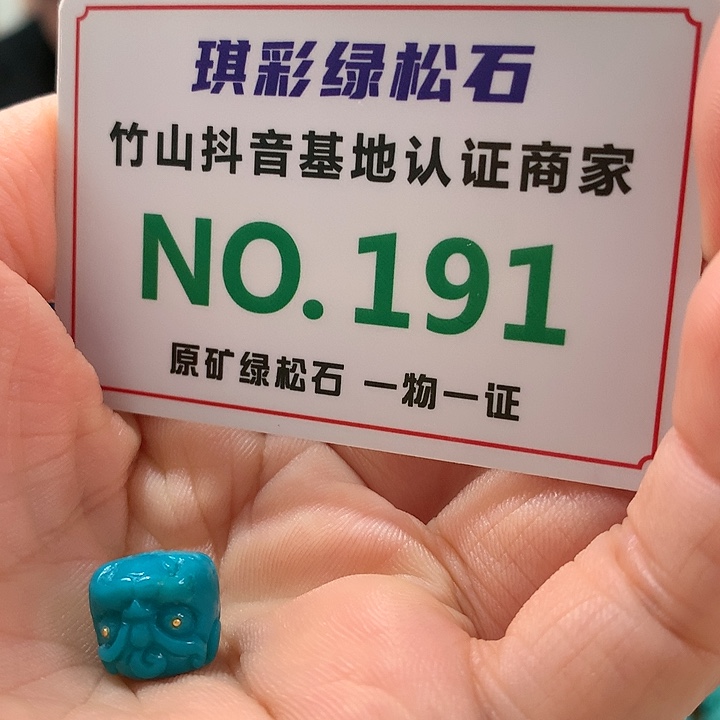 琪彩绿松石
竹山抖音基地认证商家
NO.191
原矿绿松石 一物一证